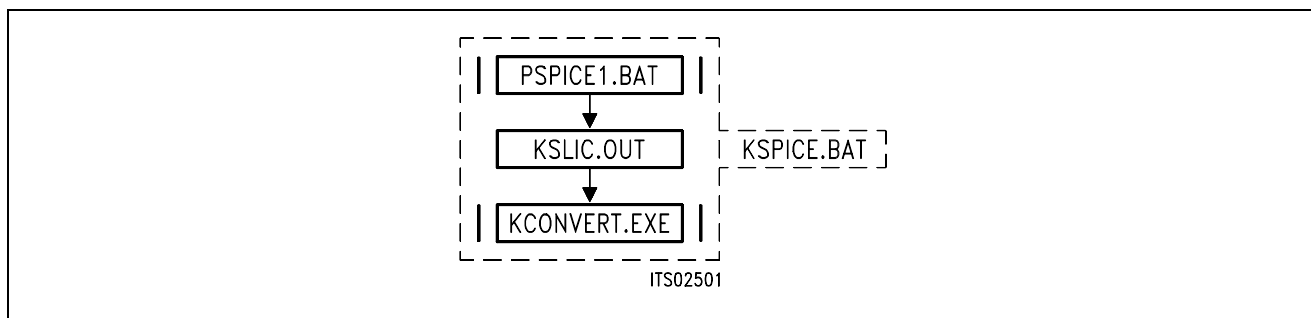 PSPICE1.BAT
KSLIC.OUT
KSPICE.BAT
KCONVERT.EXE
ITS02501